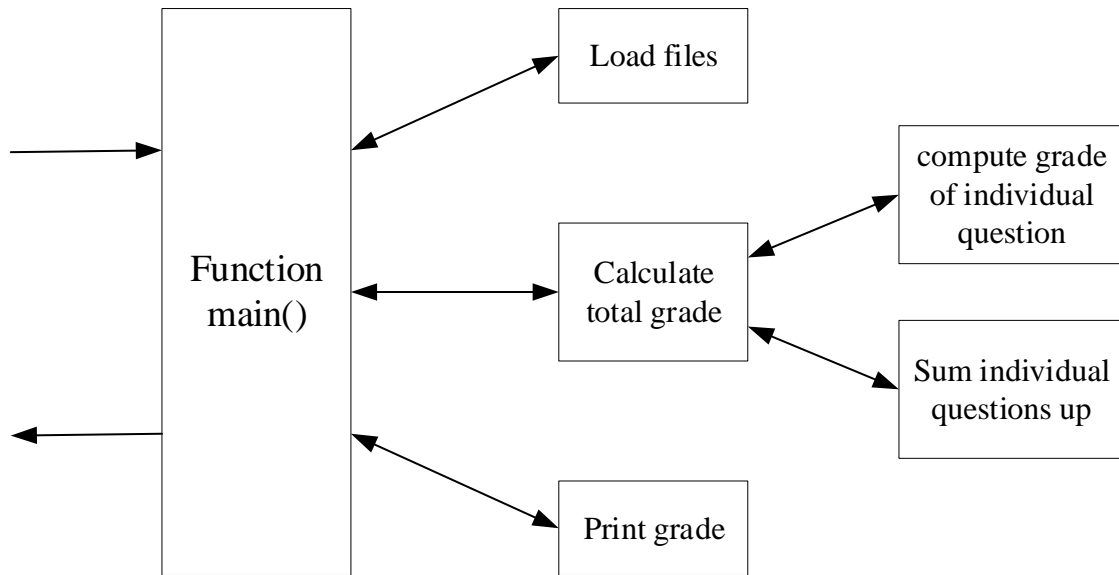 Function
main()
Load files
Calculate
total grade
compute grade
of individual
question
Sum individual
questions up
Print grade